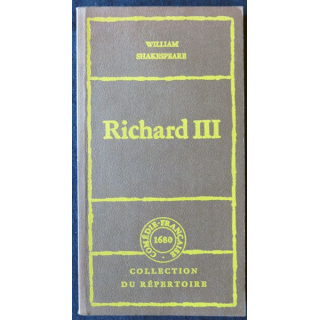 WILLIAM
SHAKESPEARE
Richard III
COMÉDIE-FRANÇAISE
1680
COLLECTION
DU RÉPERTOIRE